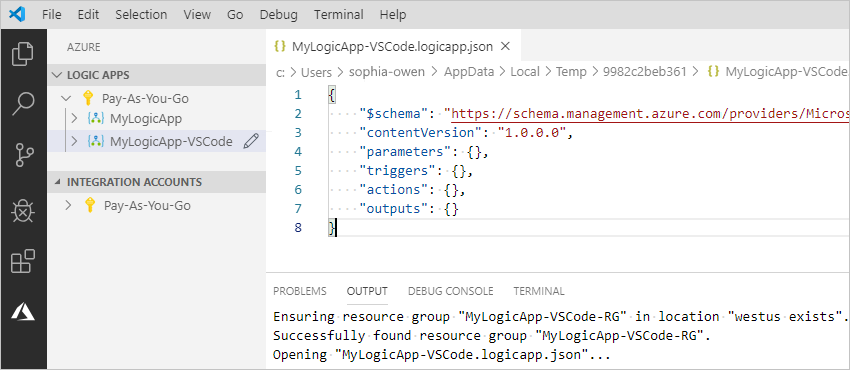 File Edit Selection View Go Debug Terminal Help
AZURE
LOGIC APPS
Pay-As-You-Go
MyLogicApp
MyLogicApp-VSCode
INTEGRATION ACCOUNTS
Pay-As-You-Go
MyLogicApp-VSCode.logicapp.json
c: > Users > sophia-owen > AppData > Local > Temp > 9982c2beb361 > {} MyLogicApp-VSCode.
1 {
2 "$schema": "https://schema.management.azure.com/providers/Micros
3 "contentVersion": "1.0.0.0",
4 "parameters": {},
5 "triggers": {},
6 "actions": {},
7 "outputs": {}
8 }
PROBLEMS OUTPUT DEBUG CONSOLE TERMINAL
Ensuring resource group "MyLogicApp-VSCode-RG" in location "westus exists".
Successfully found resource group "MyLogicApp-VSCode-RG".
Opening "MyLogicApp-VSCode.logicapp.json"...